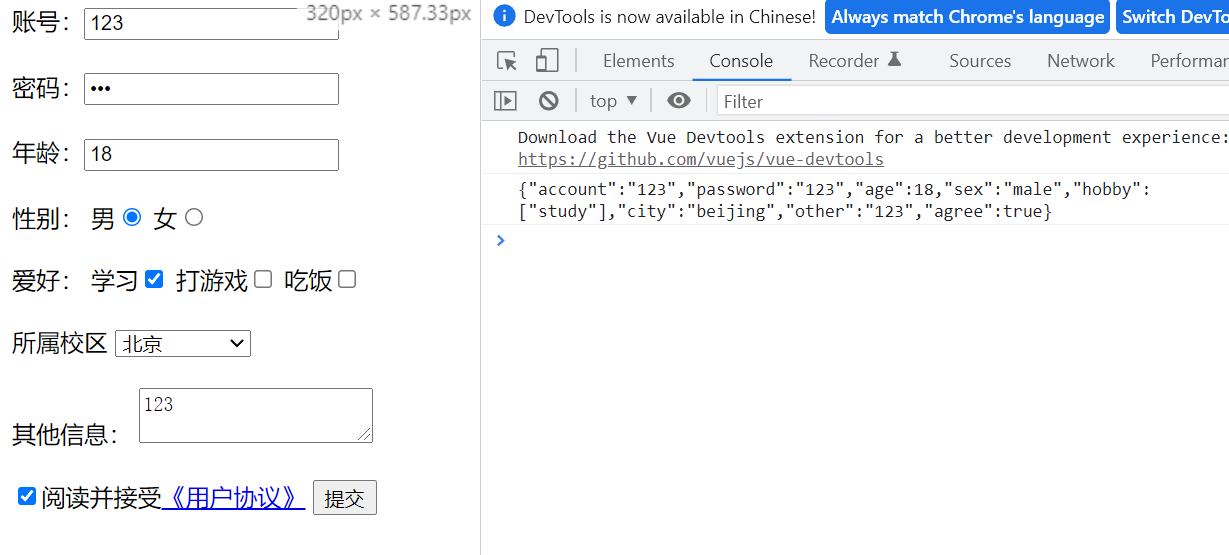 账号：123
320px × 587.33px
密码：•••
年龄：18
性别： 男 女
爱好： 学习 打游戏 吃饭
所属校区 北京
其他信息： 123
阅读并接受《用户协议》 提交
DevTools is now available in Chinese! Always match Chrome's language Switch DevTo
Elements Console Recorder Sources Network Performan
top Filter
Download the Vue Devtools extension for a better development experience:
https://github.com/vuejs/vue-devtools
{"account":"123","password":"123","age":18,"sex":"male","hobby":
["study"],"city":"beijing","other":"123","agree":true}